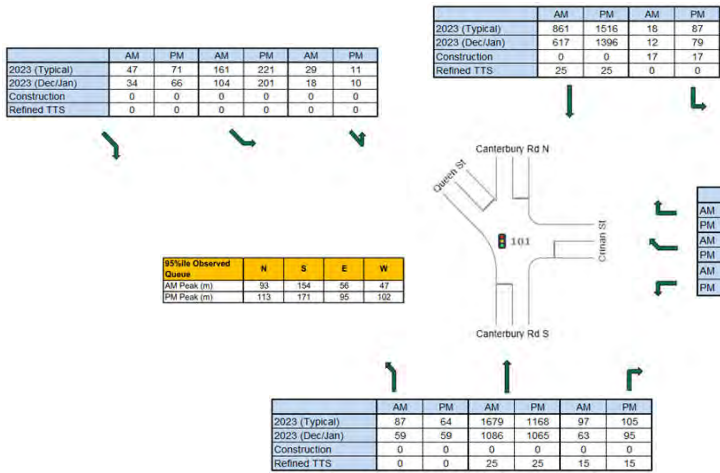 AM PM AM PM
2023 (Typical) 861 1516 18 87
2023 (Dec/Jan) 617 1396 12 79
Construction 0 0 17 17
Refined TTS 25 25 0 0
AM PM AM PM AM PM
2023 (Typical) 47 71 161 221 29 11
2023 (Dec/Jan) 34 66 104 201 18 10
Construction 0 0 0 0 0 0
Refined TTS 0 0 0 0 0 0
Canterbury Rd N
Queen St
101
Crinan St
Canterbury Rd S
AM
PM
AM
PM
AM
PM
95%ile Observed Queue N S E W
AM Peak (m) 93 154 56 47
PM Peak (m) 113 171 95 102
AM PM AM PM AM PM
2023 (Typical) 87 64 1679 1168 97 105
2023 (Dec/Jan) 59 59 1086 1065 63 95
Construction 0 0 0 0 0 0
Refined TTS 0 0 25 25 15 15